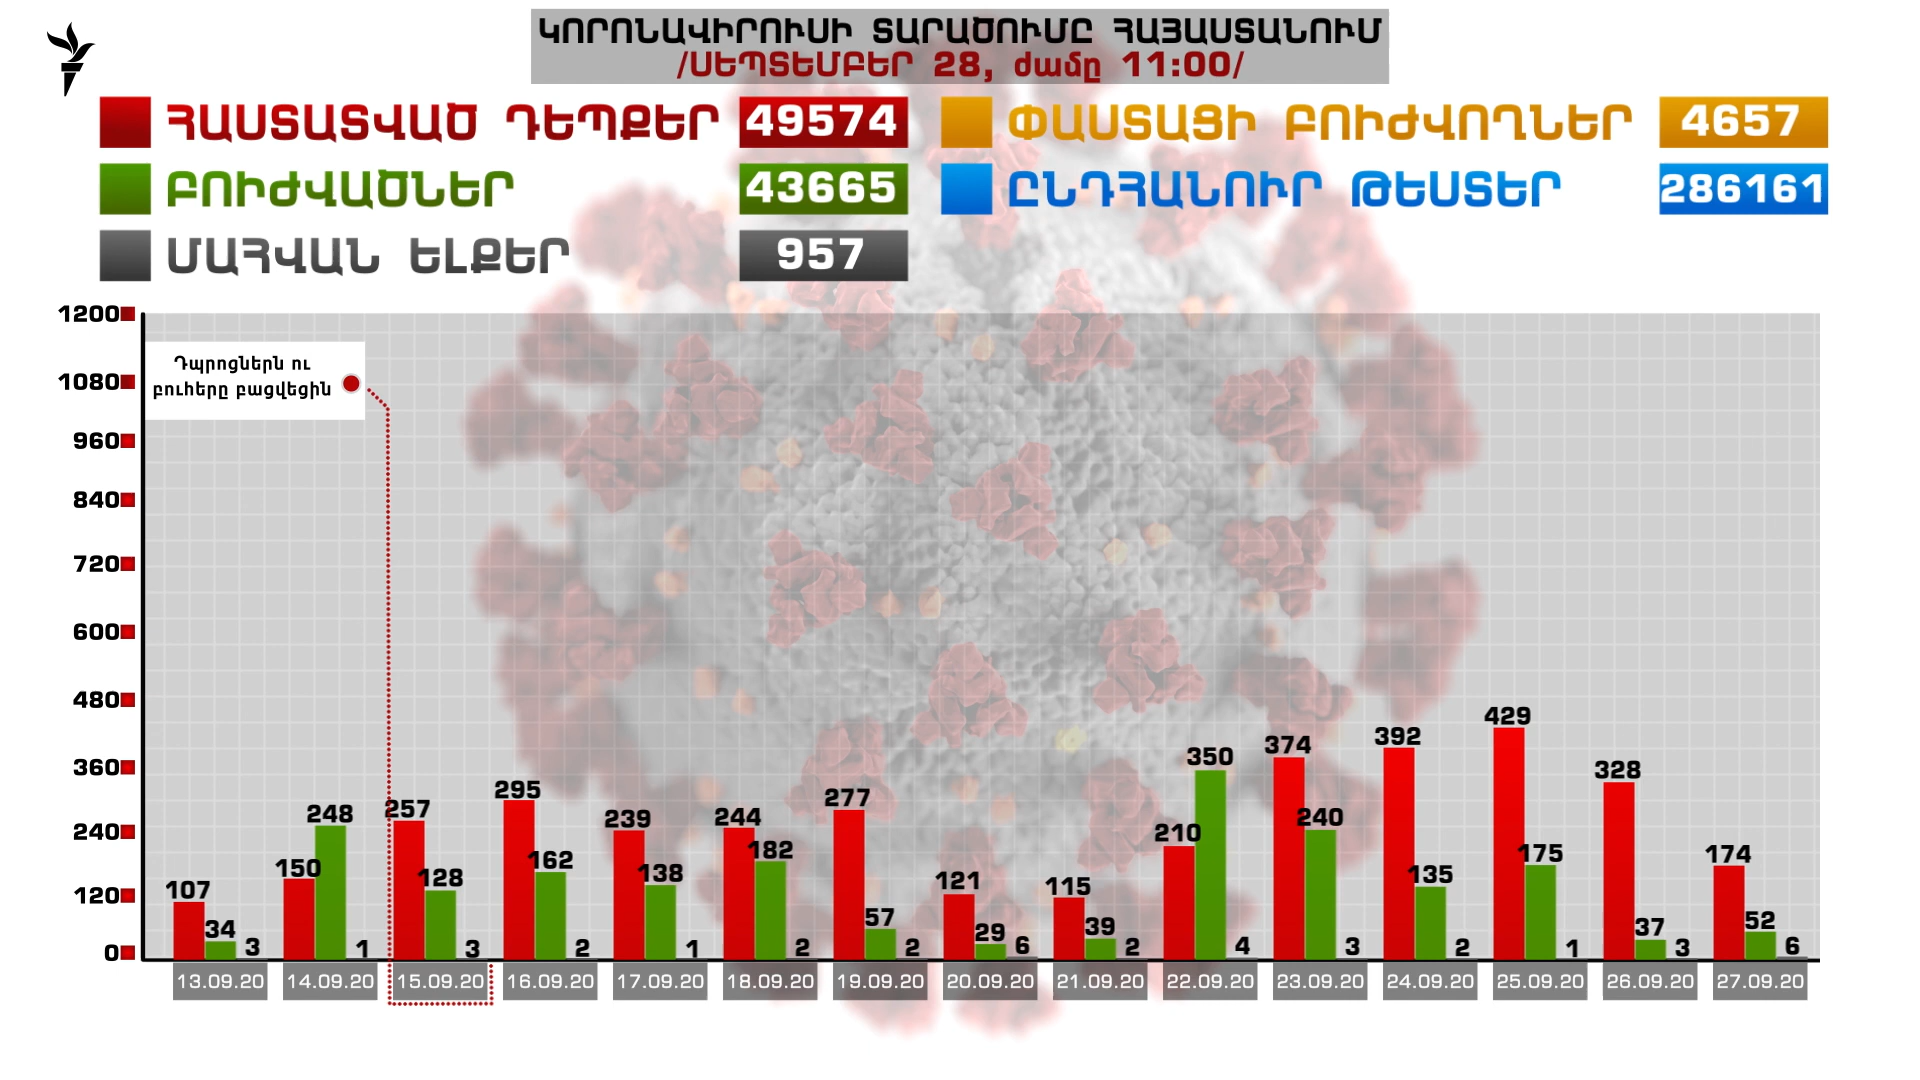 ԿՈՐՈՆԱՎԻՐՈՒՍԻ ՏԱՐԱԾՈՒՄԸ ՀԱՅԱՍՏԱՆՈՒՄ
/ՍԵՊՏԵՄԲԵՐ 28, ժամը 11:00/
ՀԱՍՏԱՏՎԱԾ ԴԵՊՔԵՐ 49574
ՓԱՍՏԱՑԻ ԲՈՒԺՎՈՂՆԵՐ 4657
ԲՈՒԺՎԱԾՆԵՐ 43665
ԸՆԴՀԱՆՈՒՐ ԹԵՍՏԵՐ 286161
ՄԱՀՎԱՆ ԵԼՔԵՐ 957
1200
1080
960
840
720
600
480
360
240
120
0
Դպրոցներն ու
բուհերը բացվեցին
107 34 3
150 248 1
257 128 3
295 162 2
239 138 1
244 182 2
277 57 2
121 29 6
115 39 2
210 350 4
374 240 3
392 135 2
429 175 1
328 37 3
174 52 6
13.09.20 14.09.20 15.09.20 16.09.20 17.09.20 18.09.20 19.09.20 20.09.20 21.09.20 22.09.20 23.09.20 24.09.20 25.09.20 26.09.20 27.09.20